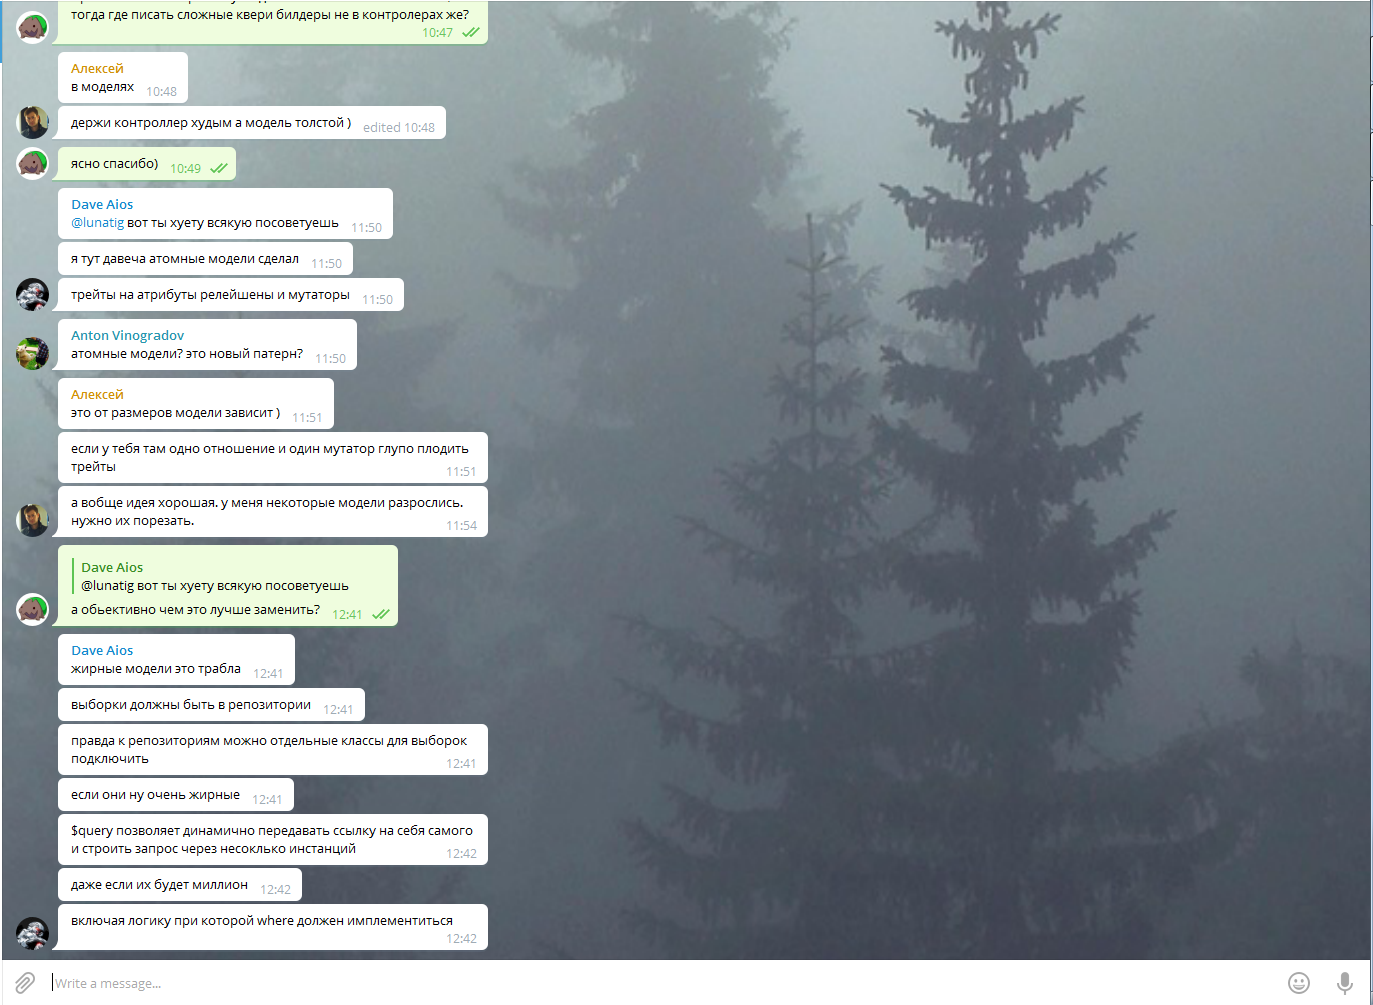 тогда где писать сложные квери билдеры не в контролерах же?
10:47
Алексей
в моделях 10:48
держи контроллер худым а модель толстой ) edited 10:48
ясно спасибо) 10:49
Dave Aios
@lunatig вот ты хуету всякую посоветуешь 11:50
я тут давеча атомные модели сделал 11:50
трейты на атрибуты релейшены и мутаторы 11:50
Anton Vinogradov
атомные модели? это новый патерн? 11:50
Алексей
это от размеров модели зависит ) 11:51
если у тебя там одно отношение и один мутатор глупо плодить
трейты 11:51
а вобще идея хорошая. у меня некоторые модели разрослись.
нужно их порезать. 11:54
Dave Aios
@lunatig вот ты хуету всякую посоветуешь
а обьективно чем это лучше заменить? 12:41
Dave Aios
жирные модели это трабла 12:41
выборки должны быть в репозитории 12:41
правда к репозиториям можно отдельные классы для выборок
подключить 12:41
если они ну очень жирные 12:41
$query позволяет динамично передавать ссылку на себя самого
и строить запрос через несоклько инстанций 12:42
даже если их будет миллион 12:42
включая логику при которой where должен имплементиться
12:42
Write a message...